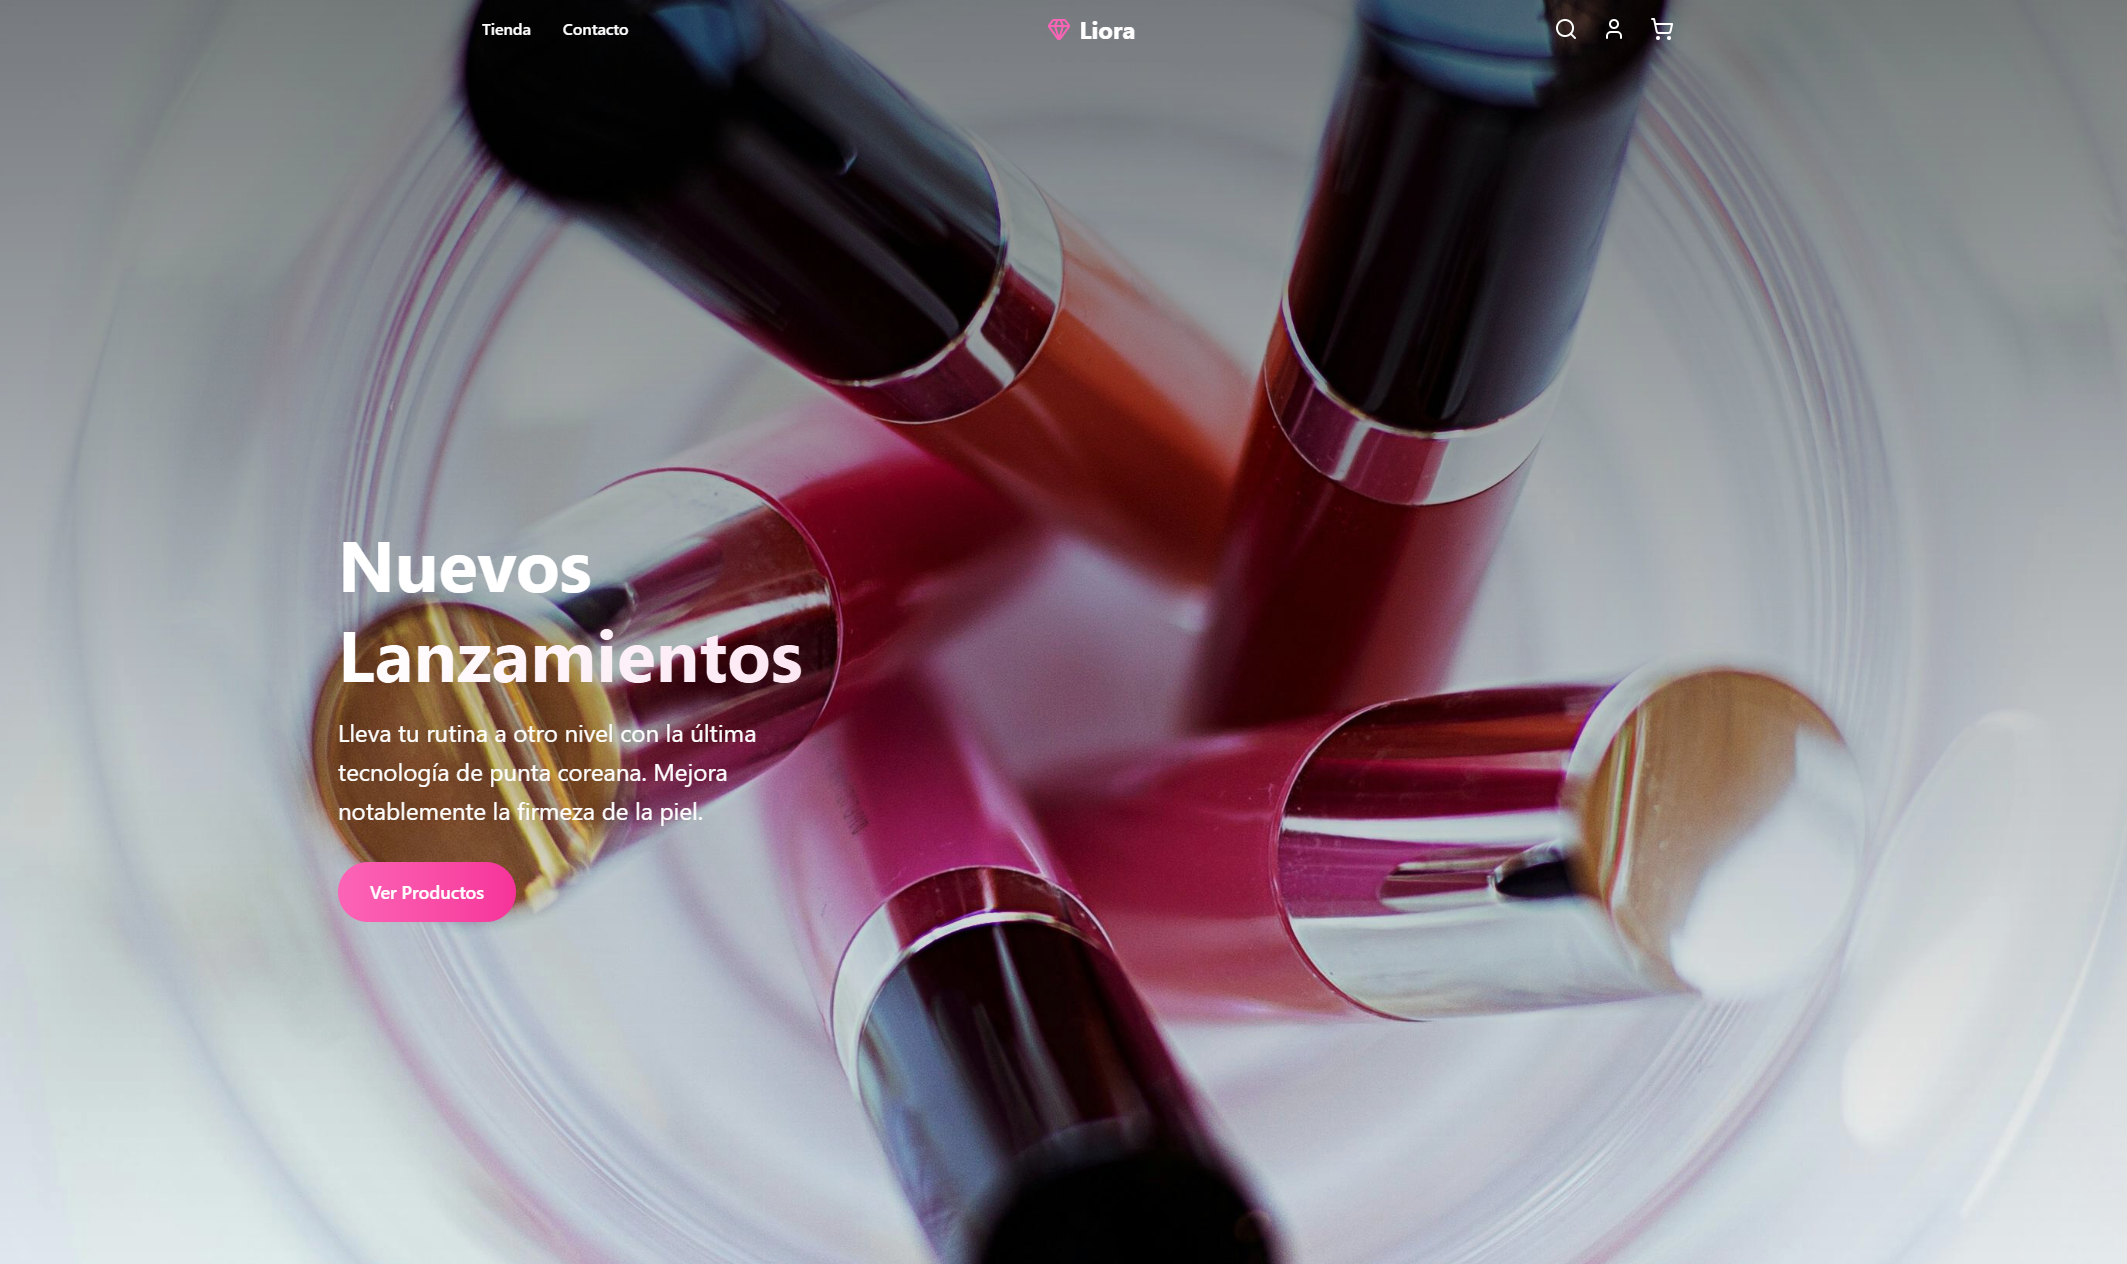 Tienda
Contacto
Liora
Nuevos
Lanzamientos
Lleva tu rutina a otro nivel con la última
tecnología de punta coreana. Mejora
notablemente la firmeza de la piel.
Ver Productos